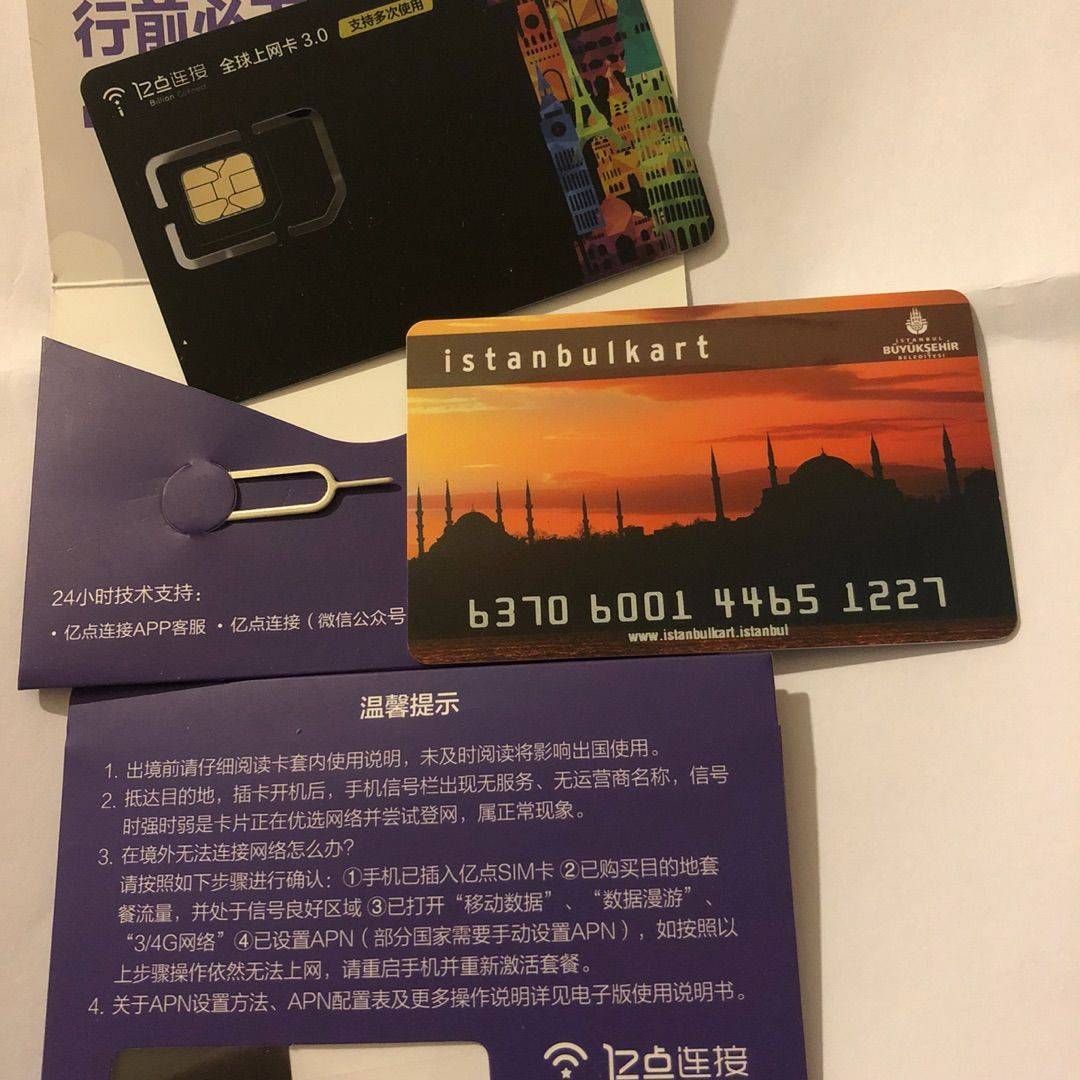 行前必
亿点连接 全球上网卡 3.0 支持多次使用
Billion Connect
istanbulkart
İSTANBUL
BÜYÜKŞEHİR
BELEDİYESİ
6370 6001 4465 1227
www.istanbulkart.istanbul
24小时技术支持：
·亿点连接APP客服 ·亿点连接（微信公众号
温馨提示
1. 出境前请仔细阅读卡套内使用说明，未及时阅读将影响出国使用。
2. 抵达目的地，插卡开机后，手机信号栏出现无服务、无运营商名称，信号
时强时弱是卡片正在优选网络并尝试登网，属正常现象。
3. 在境外无法连接网络怎么办？
请按照如下步骤进行确认：①手机已插入亿点SIM卡 ②已购买目的地套
餐流量，并处于信号良好区域 ③已打开“移动数据”、“数据漫游”、
“3/4G网络” ④已设置APN（部分国家需要手动设置APN），如按照以
上步骤操作依然无法上网，请重启手机并重新激活套餐。
4. 关于APN设置方法、APN配置表及更多操作说明详见电子版使用说明书。
亿点连接